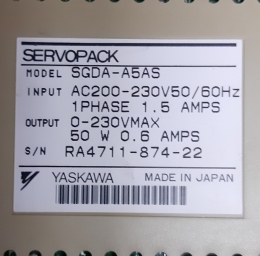 SERVOPACK
MODEL SGDA-A5AS
INPUT AC200-230V50/60Hz
1PHASE 1.5 AMPS
OUTPUT 0-230VMAX
50 W 0.6 AMPS
S/N RA4711-874-22
YASKAWA MADE IN JAPAN